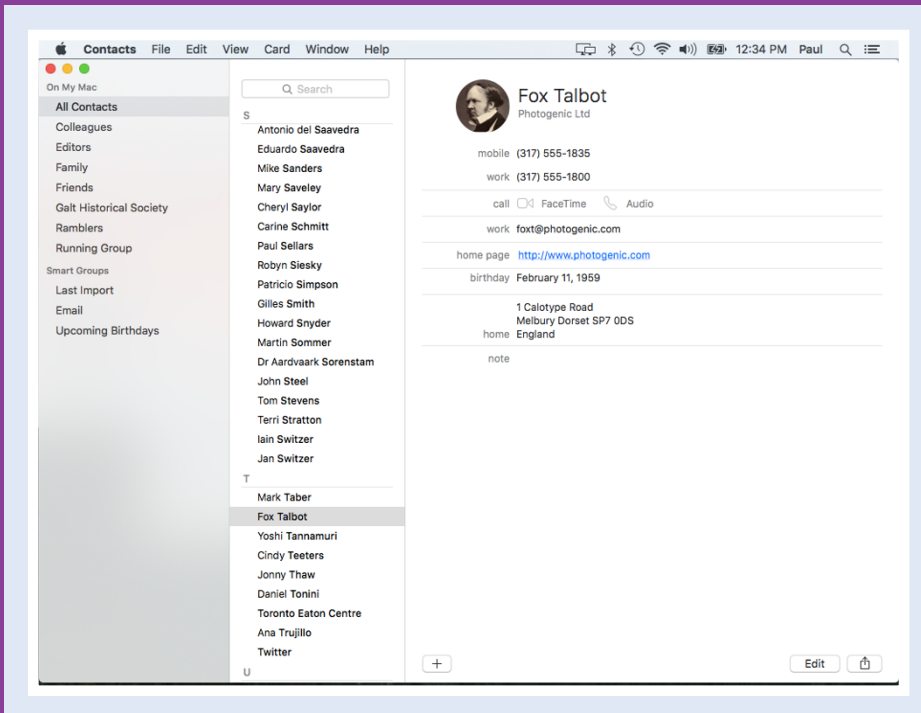 Contacts File Edit View Card Window Help 12:34 PM Paul
On My Mac
All Contacts
Colleagues
Editors
Family
Friends
Galt Historical Society
Ramblers
Running Group
Smart Groups
Last Import
Email
Upcoming Birthdays
Search
S
Antonio del Saavedra
Eduardo Saavedra
Mike Sanders
Mary Saveley
Cheryl Saylor
Carine Schmitt
Paul Sellars
Robyn Siesky
Patricio Simpson
Gilles Smith
Howard Snyder
Martin Sommer
Dr Aardvaark Sorenstam
John Steel
Tom Stevens
Terri Stratton
Iain Switzer
Jan Switzer
T
Mark Taber
Fox Talbot
Yoshi Tannamuri
Cindy Teeters
Jonny Thaw
Daniel Tonini
Toronto Eaton Centre
Ana Trujillo
Twitter
U
Fox Talbot
Photogenic Ltd
mobile (317) 555-1835
work (317) 555-1800
call FaceTime Audio
work foxt@photogenic.com
home page http://www.photogenic.com
birthday February 11, 1959
1 Calotype Road
Melbury Dorset SP7 0DS
home England
note
+ Edit